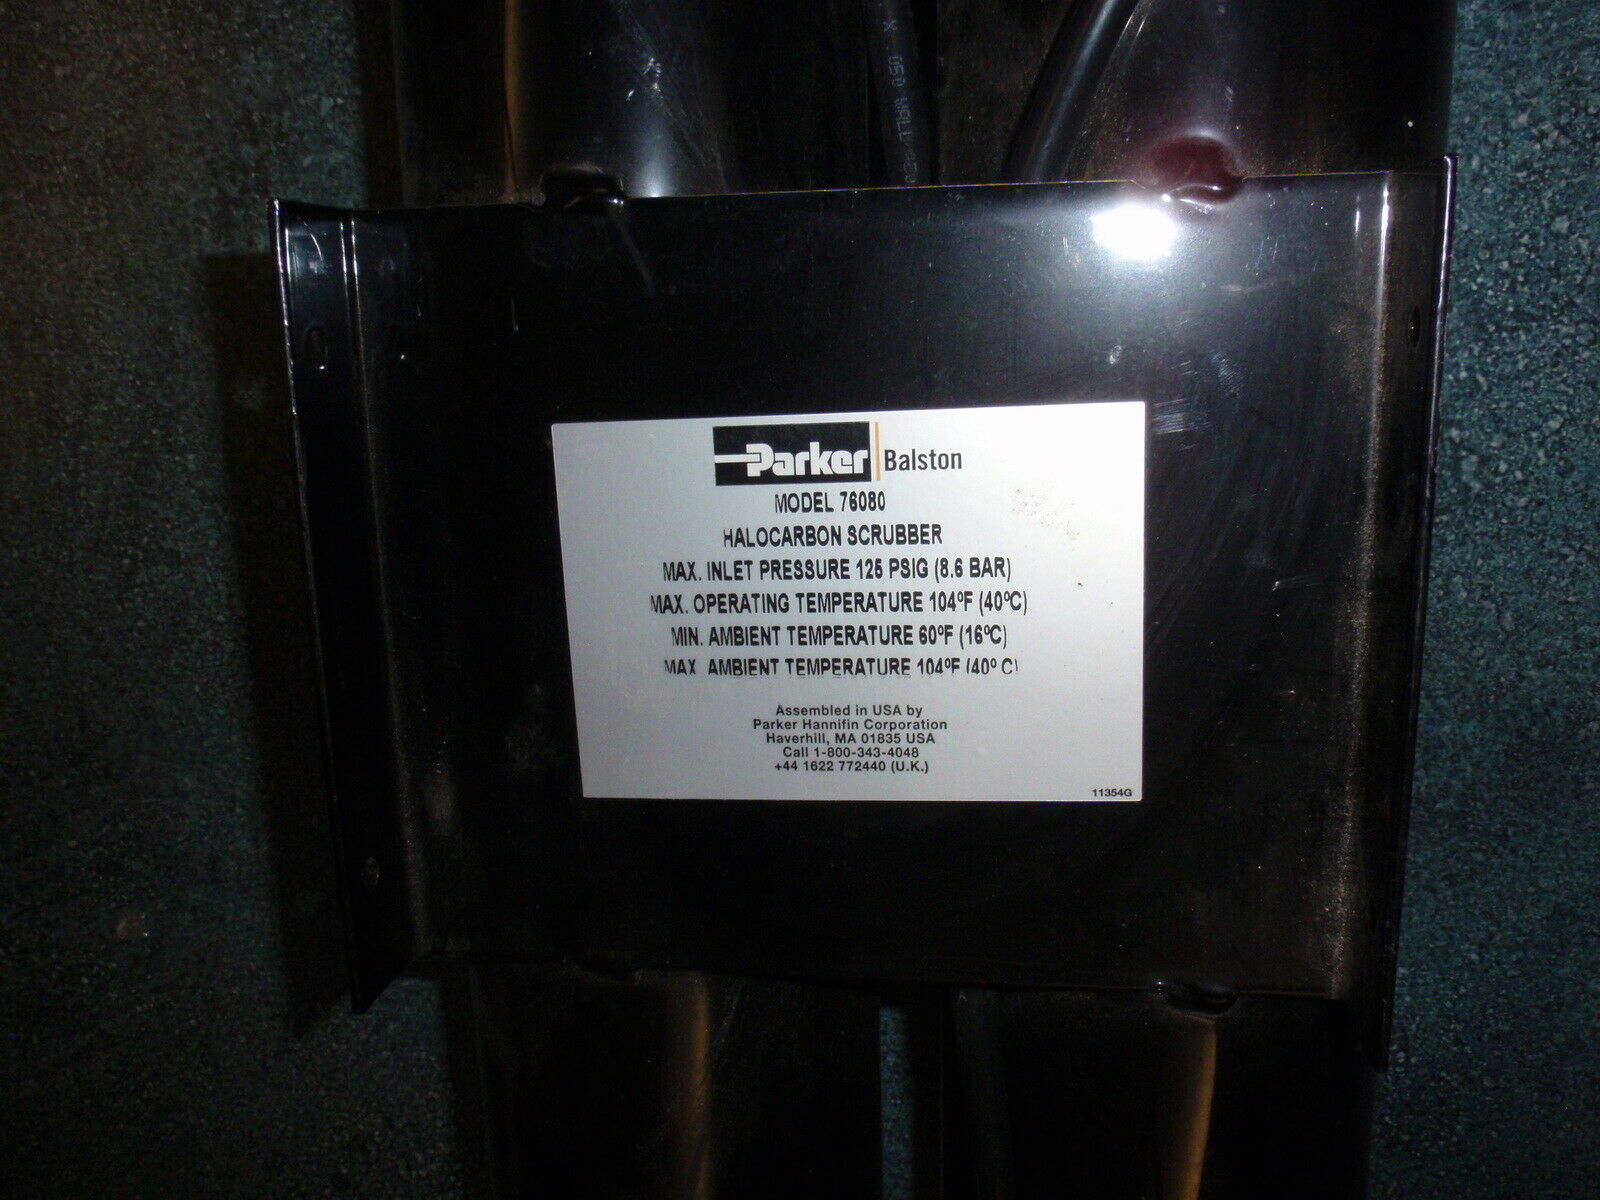 Parker Balston
MODEL 76080
HALOCARBON SCRUBBER
MAX. INLET PRESSURE 125 PSIG (8.6 BAR)
MAX. OPERATING TEMPERATURE 104ºF (40ºC)
MIN. AMBIENT TEMPERATURE 60ºF (16ºC)
MAX. AMBIENT TEMPERATURE 104ºF (40º C)
Assembled in USA by
Parker Hannifin Corporation
Haverhill, MA 01835 USA
Call 1-800-343-4048
+44 1622 772440 (U.K.)
11354G
X .050 WALL